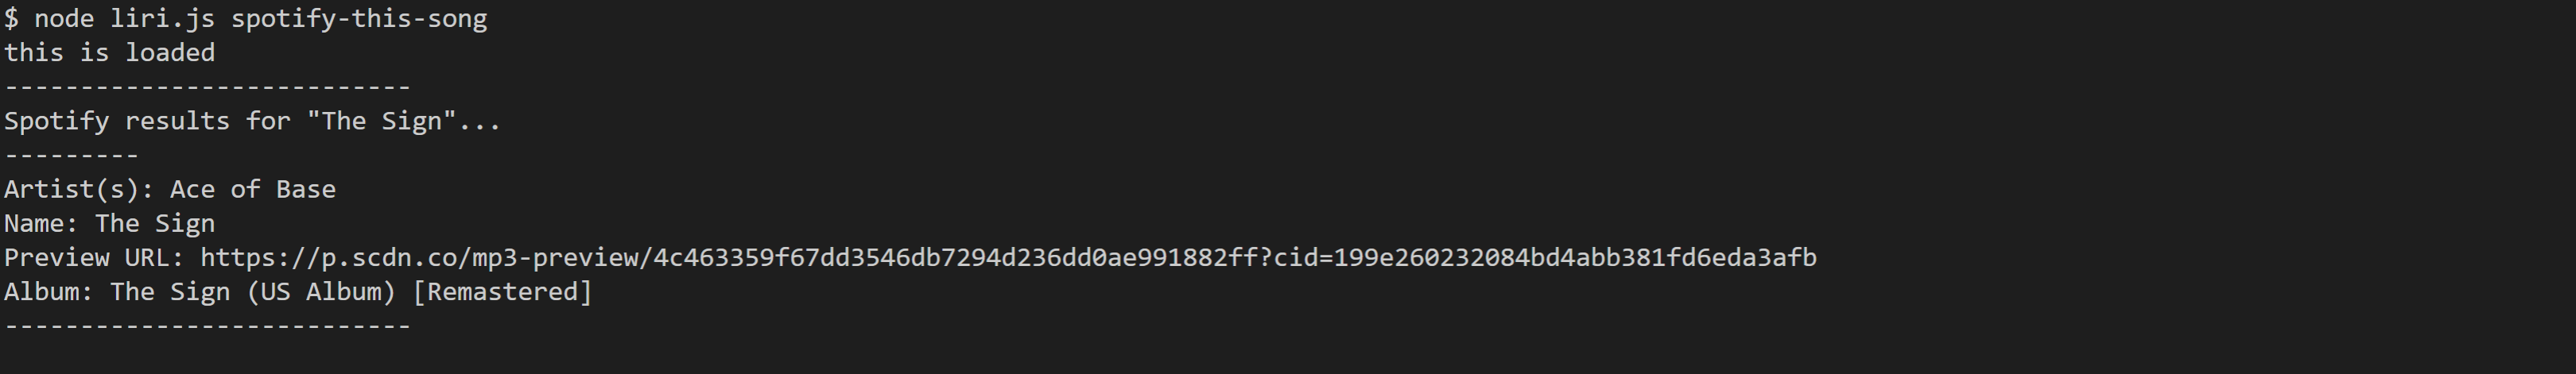 $ node liri.js spotify-this-song
this is loaded
---------------------------
Spotify results for "The Sign"...
---------
Artist(s): Ace of Base
Name: The Sign
Preview URL: https://p.scdn.co/mp3-preview/4c463359f67dd3546db7294d236dd0ae991882ff?cid=199e260232084bd4abb381fd6eda3afb
Album: The Sign (US Album) [Remastered]
---------------------------